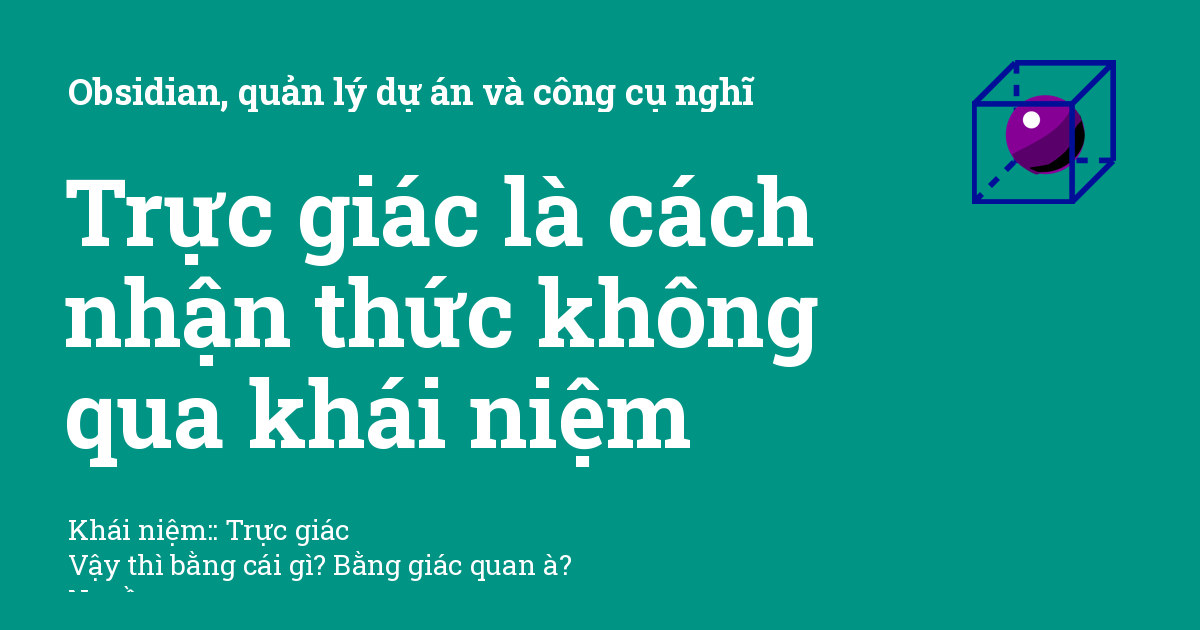 Obsidian, quản lý dự án và công cụ nghĩ
Trực giác là cách
nhận thức không
qua khái niệm
Khái niệm:: Trực giác
Vậy thì bằng cái gì? Bằng giác quan à?